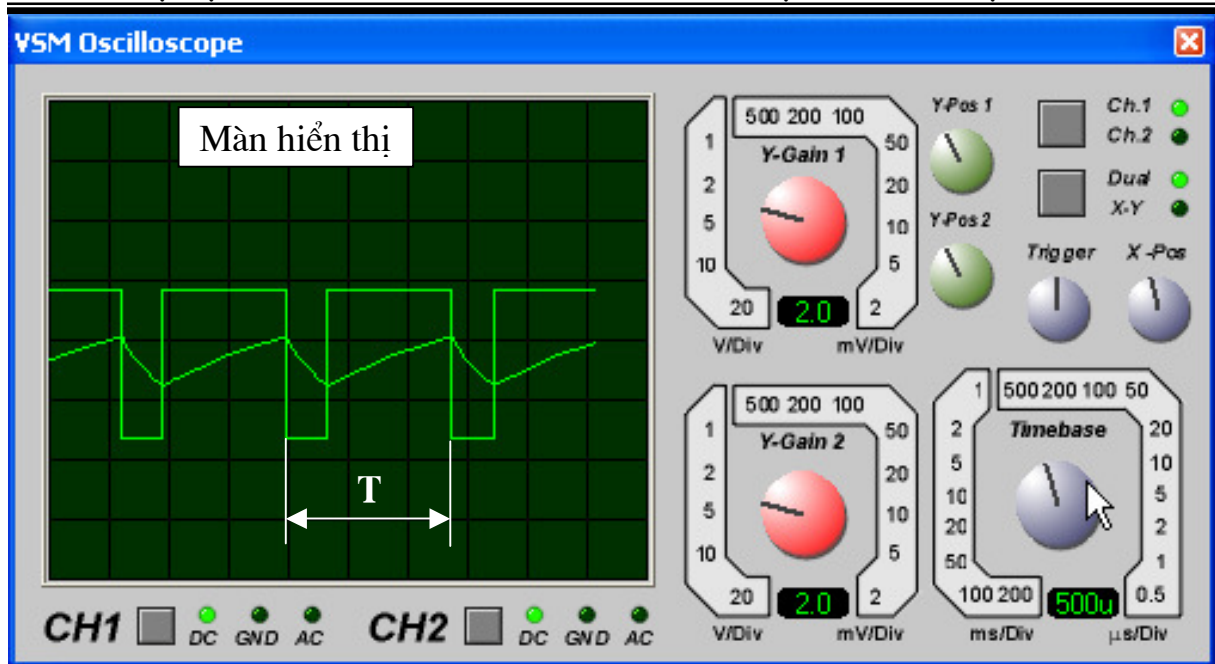 VSM Oscilloscope
Màn hiển thị
T
CH1
DC GND AC
CH2
DC GND AC
500 200 100
1
2
5
10
20
50
20
10
5
2
Y-Gain 1
2.0
V/Div mV/Div
Y-Pos 1
Y-Pos 2
Ch.1
Ch.2
Dual
X-Y
Trigger
X-Pos
500 200 100
1
2
5
10
20
50
20
10
5
2
Y-Gain 2
2.0
V/Div mV/Div
1
500 200 100 50
2
5
10
20
50
100 200
20
10
5
2
1
0.5
Timebase
500u
ms/Div µs/Div